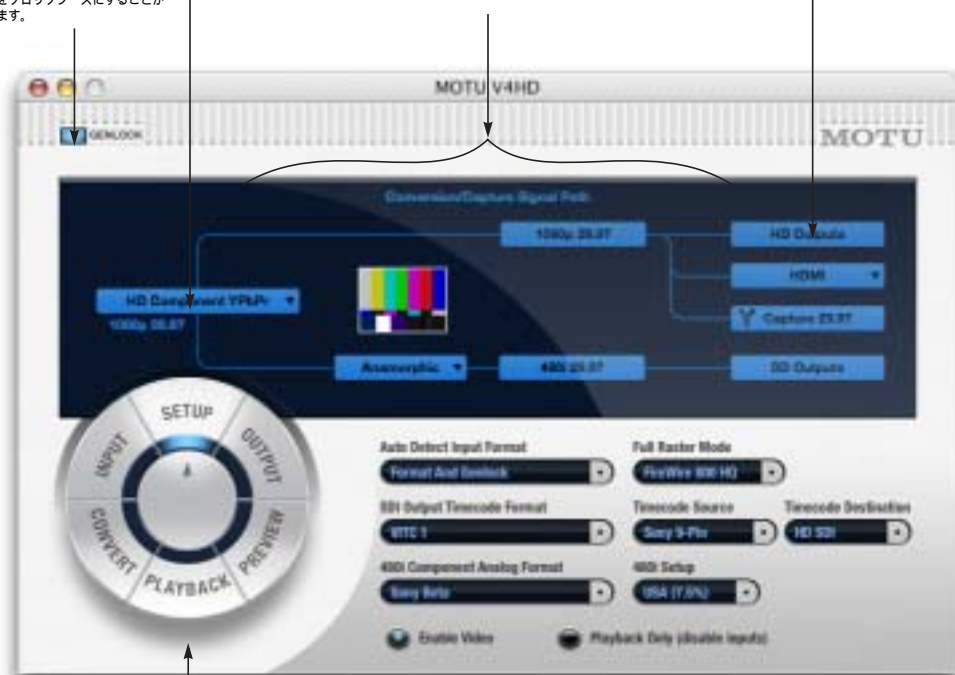 ます。
MOTU V4HD
GENLOCK
MOTU
Conversion/Capture Signal Path
1080p 29.97
HD Outputs
HDMI
HD Component YPbPr
1080p 29.97
Capture 29.97
Anamorphic
480i 29.97
SD Outputs
SETUP
INPUT
OUTPUT
CONVERT
PREVIEW
PLAYBACK
Auto Detect Input Format
Full Raster Mode
Format And Genlock
FireWire 800 HQ
SDI Output Timecode Format
Timecode Source
Timecode Destination
VITC 1
Sony 9-Pin
HD SDI
480i Component Analog Format
480i Setup
Sony Beta
USA (7.5%)
Enable Video
Playback Only (disable inputs)